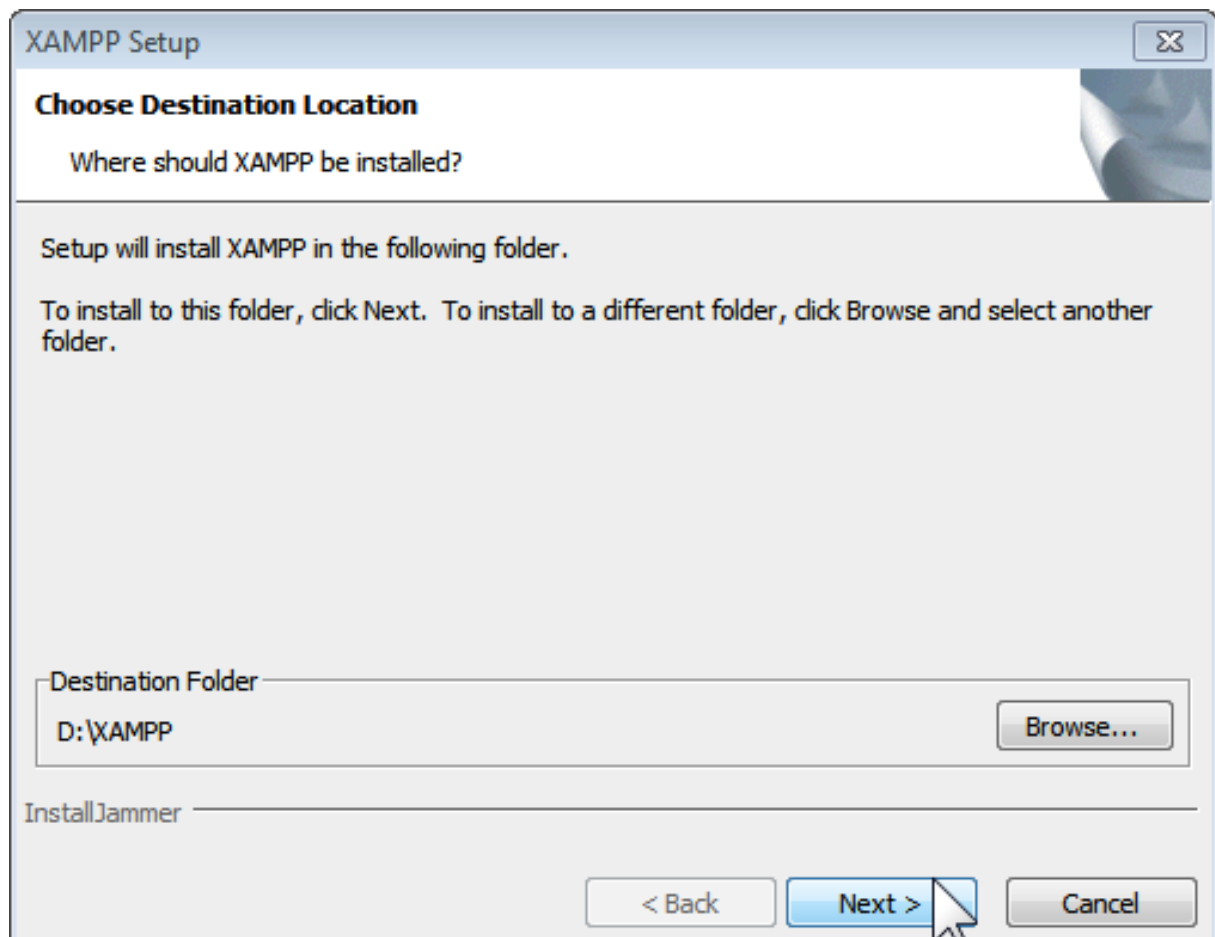 XAMPP Setup
Choose Destination Location
Where should XAMPP be installed?
Setup will install XAMPP in the following folder.
To install to this folder, click Next.  To install to a different folder, click Browse and select another
folder.
Destination Folder
D:\XAMPP
Browse...
InstallJammer
< Back
Next >
Cancel